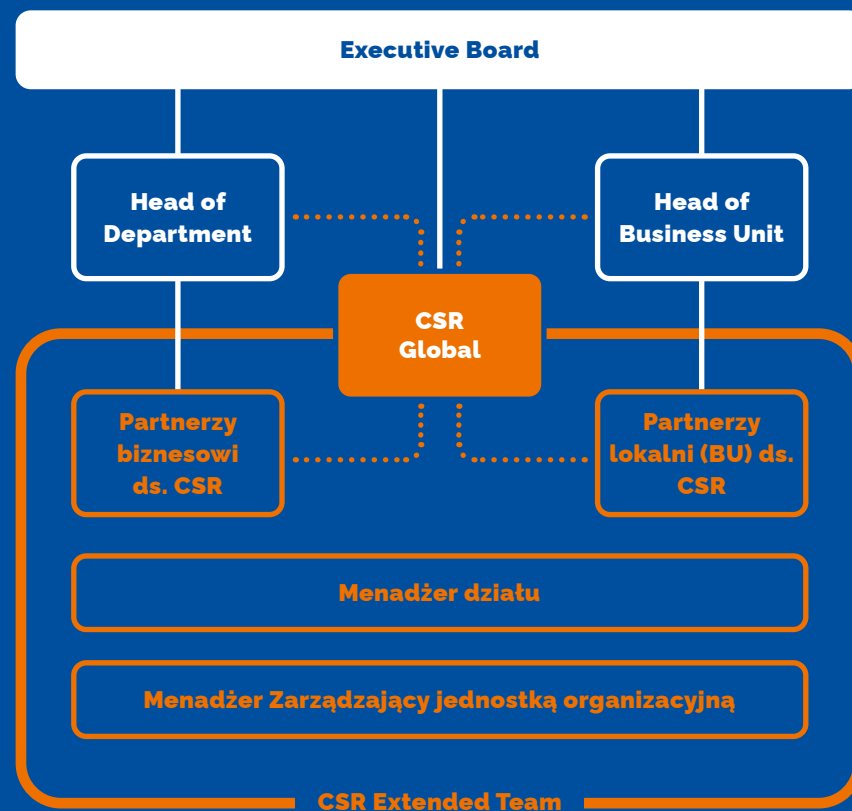 Executive Board
Head of
Department
Head of
Business Unit
CSR
Global
Partnerzy
biznesowi
ds. CSR
Partnerzy
lokalni (BU) ds.
CSR
Menadżer działu
Menadżer Zarządzający jednostką organizacyjną
CSR Extended Team